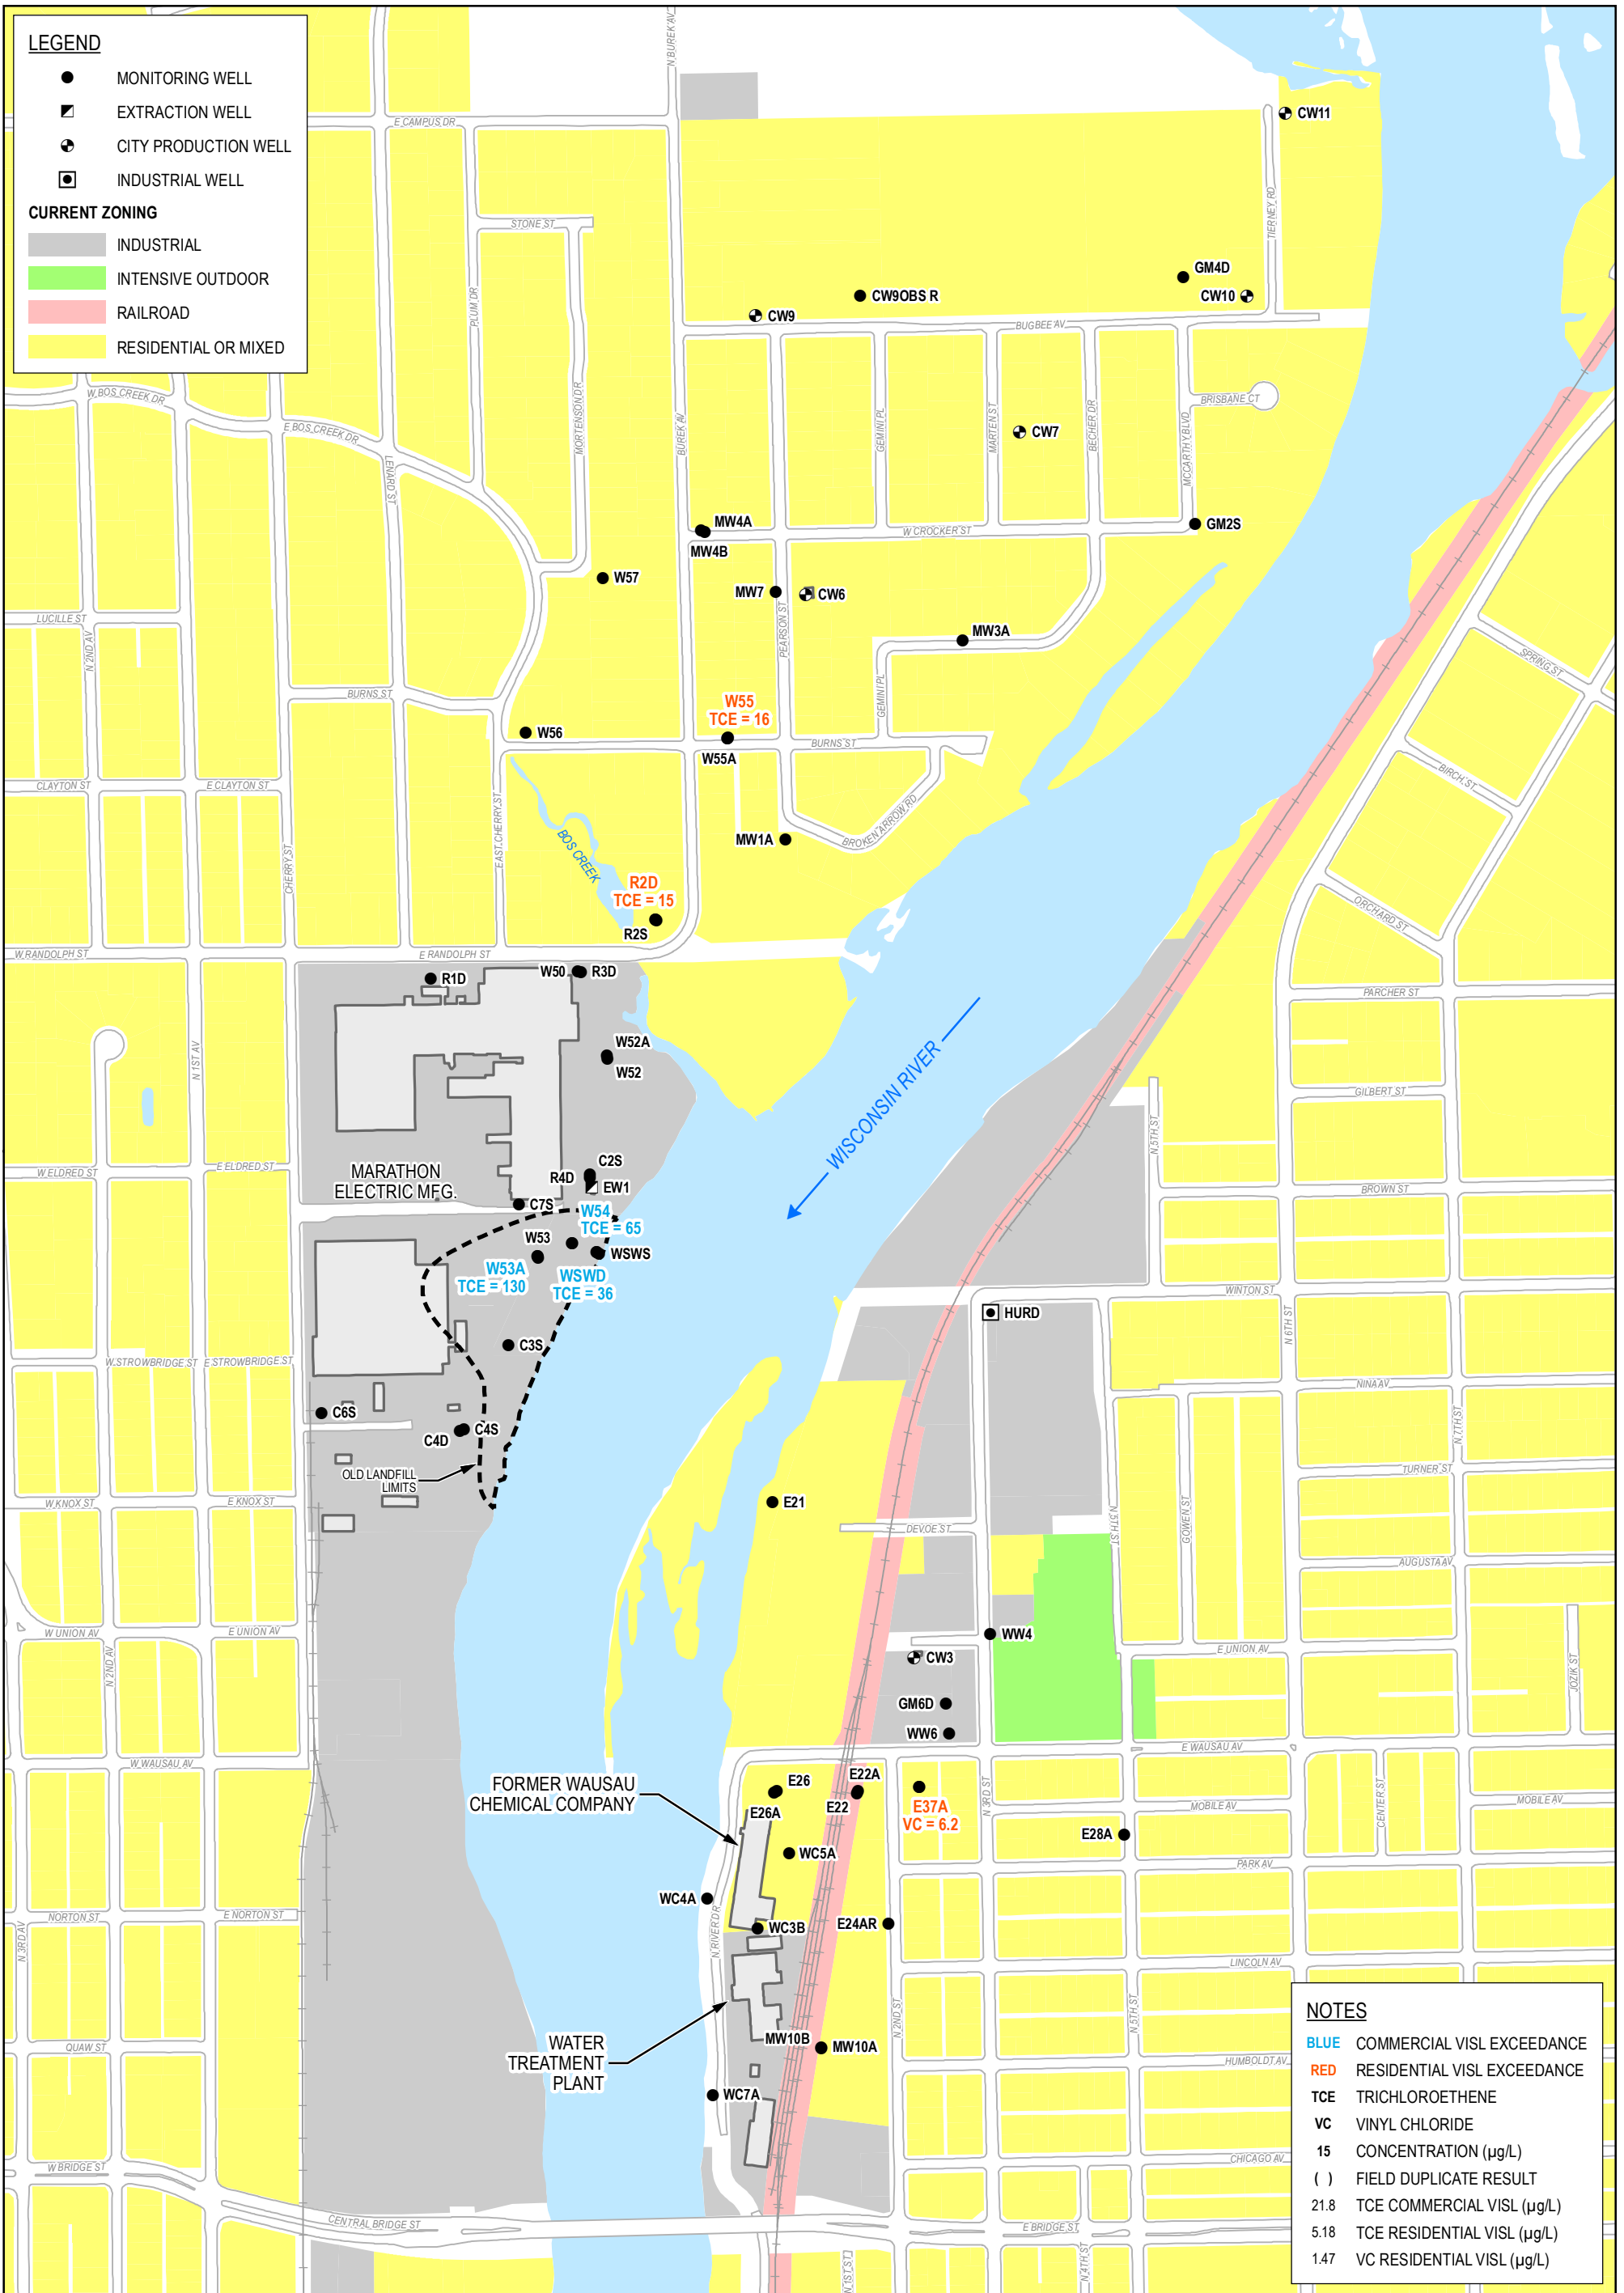 LEGEND
MONITORING WELL
EXTRACTION WELL
CITY PRODUCTION WELL
INDUSTRIAL WELL
CURRENT ZONING
INDUSTRIAL
INTENSIVE OUTDOOR
RAILROAD
RESIDENTIAL OR MIXED
N BUREK AV
E CAMPUS DR
CW11
STONE ST
TIERNEY RD
GM4D
CW9OBS R
CW10
PLUM DR
CW9
BUGBEE AV
W BOS CREEK DR
E BOS CREEK DR
MORTENSON DR
BUREK AV
GEMINI PL
MARTEN ST
CW7
BECHER DR
MCCARTHY BLVD
BRISBANE CT
LENARD ST
MW4A
MW4B
W CROCKER ST
GM2S
W57
MW7
CW6
LUCILLE ST
N 2ND AV
PEARSON ST
MW3A
SPRING ST
BURNS ST
GEMINI PL
W55
TCE = 16
W56
W55A
BURNS ST
CLAYTON ST
E CLAYTON ST
BIRCH ST
EAST CHERRY ST
CHERRY ST
BOS CREEK
MW1A
BROKEN ARROW RD
R2D
TCE = 15
R2S
ORCHARD ST
W RANDOLPH ST
E RANDOLPH ST
R1D
W50
R3D
PARCHER ST
N 1ST AV
W52A
W52
WISCONSIN RIVER
GILBERT ST
N 5TH ST
W ELDRED ST
E ELDRED ST
MARATHON
ELECTRIC MFG.
C2S
R4D
EW1
C7S
BROWN ST
W54
TCE = 65
W53
WSWS
W53A
TCE = 130
WSWD
TCE = 36
WINTON ST
HURD
N 6TH ST
C3S
W STROWBRIDGE ST
E STROWBRIDGE ST
NINA AV
C6S
C4S
C4D
N 7TH ST
OLD LANDFILL
LIMITS
TURNER ST
W KNOX ST
E KNOX ST
E21
DEVOE ST
N 5TH ST
GOWEN ST
AUGUSTA AV
W UNION AV
E UNION AV
WW4
E UNION AV
N 2ND AV
CW3
JOZIK ST
GM6D
WW6
W WAUSAU AV
E WAUSAU AV
FORMER WAUSAU
CHEMICAL COMPANY
E26
E26A
E22A
E22
E37A
VC = 6.2
N 3RD ST
MOBILE AV
CENTER ST
MOBILE AV
E28A
WC5A
PARK AV
WC4A
NORTON ST
E NORTON ST
N 3RD AV
WC3B
E24AR
N RIVER DR
LINCOLN AV
N 2ND ST
N 5TH ST
WATER
TREATMENT
PLANT
MW10B
MW10A
QUAW ST
HUMBOLDT AV
WC7A
W BRIDGE ST
CHICAGO AV
CENTRAL BRIDGE ST
E BRIDGE ST
N 1ST ST
N 4TH ST
NOTES
BLUE COMMERCIAL VISL EXCEEDANCE
RED RESIDENTIAL VISL EXCEEDANCE
TCE TRICHLOROETHENE
VC VINYL CHLORIDE
15 CONCENTRATION (µg/L)
( ) FIELD DUPLICATE RESULT
21.8 TCE COMMERCIAL VISL (µg/L)
5.18 TCE RESIDENTIAL VISL (µg/L)
1.47 VC RESIDENTIAL VISL (µg/L)